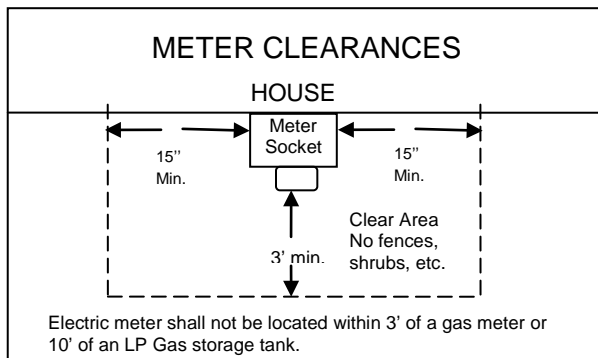 METER CLEARANCES
HOUSE
Meter
Socket
15"
Min.
15"
Min.
3' min.
Clear Area
No fences,
shrubs, etc.
Electric meter shall not be located within 3' of a gas meter or
10' of an LP Gas storage tank.